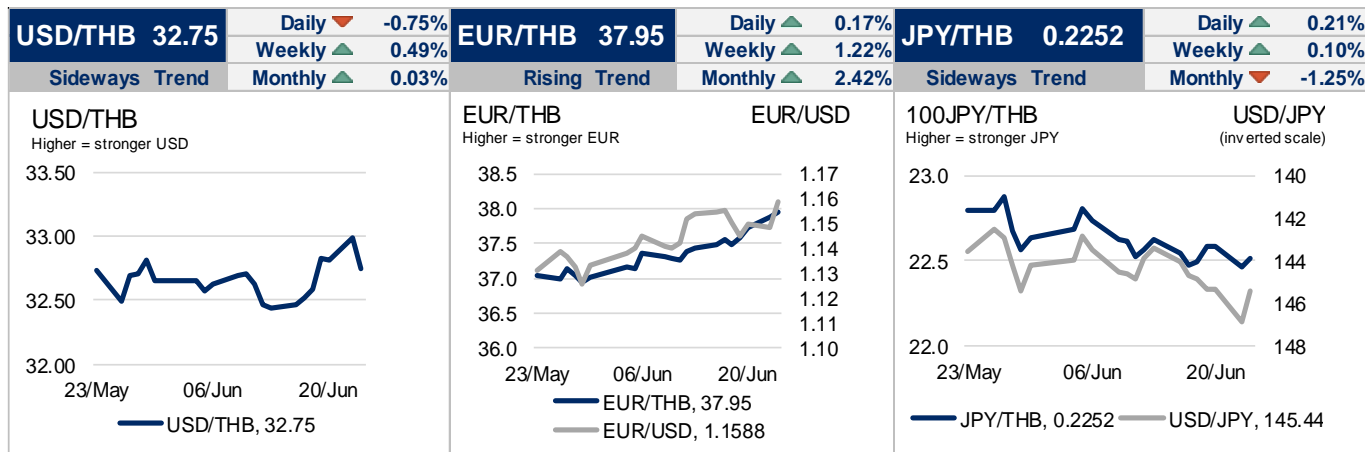 USD/THB 32.75
Daily -0.75%
Weekly 0.49%
Sideways Trend
Monthly 0.03%
USD/THB
Higher = stronger USD
33.50
33.00
32.50
32.00
23/May 06/Jun 20/Jun
USD/THB, 32.75
EUR/THB 37.95
Daily 0.17%
Weekly 1.22%
Rising Trend
Monthly 2.42%
EUR/THB EUR/USD
Higher = stronger EUR
38.5 1.17
38.0 1.16
37.5 1.15
37.0 1.14
36.5 1.13
36.0 1.12
1.11
1.10
23/May 06/Jun 20/Jun
EUR/THB, 37.95
EUR/USD, 1.1588
JPY/THB 0.2252
Daily 0.21%
Weekly 0.10%
Sideways Trend
Monthly -1.25%
100JPY/THB USD/JPY
Higher = stronger JPY (inverted scale)
23.0 140
142
22.5 144
146
22.0 148
23/May 06/Jun 20/Jun
JPY/THB, 0.2252 USD/JPY, 145.44